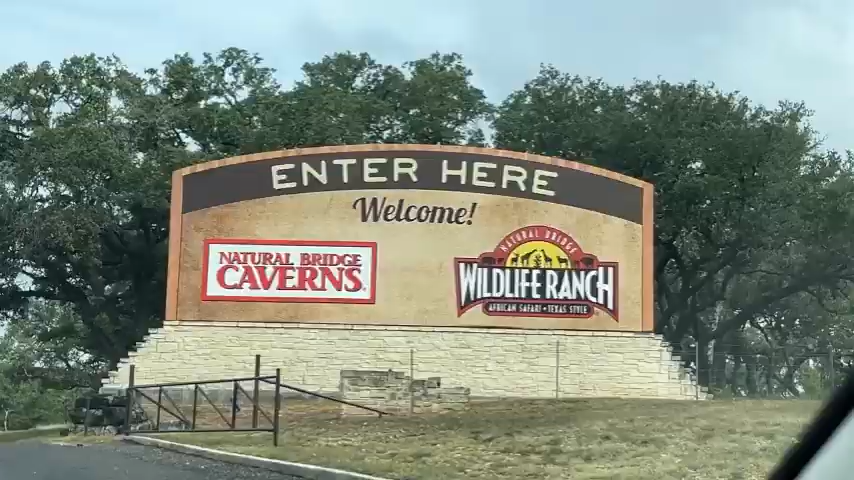 ENTER HERE
Welcome!
NATURAL BRIDGE
CAVERNS
NATURAL BRIDGE
WILDLIFE RANCH
AFRICAN SAFARI • TEXAS STYLE